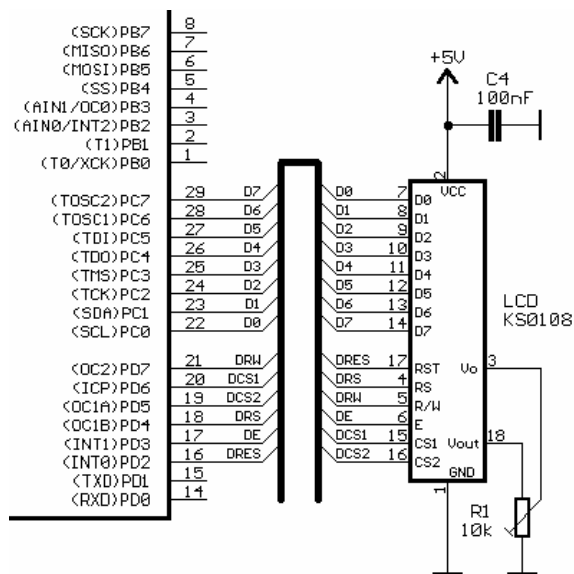 (SCK)PB7 8
(MISO)PB6 7
(MOSI)PB5 6
(SS)PB4 5
(AIN1/OC0)PB3 4
(AIN0/INT2)PB2 3
(T1)PB1 2
(T0/XCK)PB0 1
(TOSC2)PC7 29 D7
(TOSC1)PC6 28 D6
(TDI)PC5 27 D5
(TDO)PC4 26 D4
(TMS)PC3 25 D3
(TCK)PC2 24 D2
(SDA)PC1 23 D1
(SCL)PC0 22 D0
(OC2)PD7 21 DRW
(ICP)PD6 20 DCS1
(OC1A)PD5 19 DCS2
(OC1B)PD4 18 DRS
(INT1)PD3 17 DE
(INT0)PD2 16 DRES
(TXD)PD1 15
(RXD)PD0 14
+5V
C4
100nF
2
VCC
D0 7 D0
D1 8 D1
D2 9 D2
D3 10 D3
D4 11 D4
D5 12 D5
D6 13 D6
D7 14 D7
DRES 17 RST
DRS 4 RS
DRW 5 R/W
DE 6 E
DCS1 15 CS1
DCS2 16 CS2
Vo 3
Vout 18
GND
1
LCD
KS0108
R1
10k